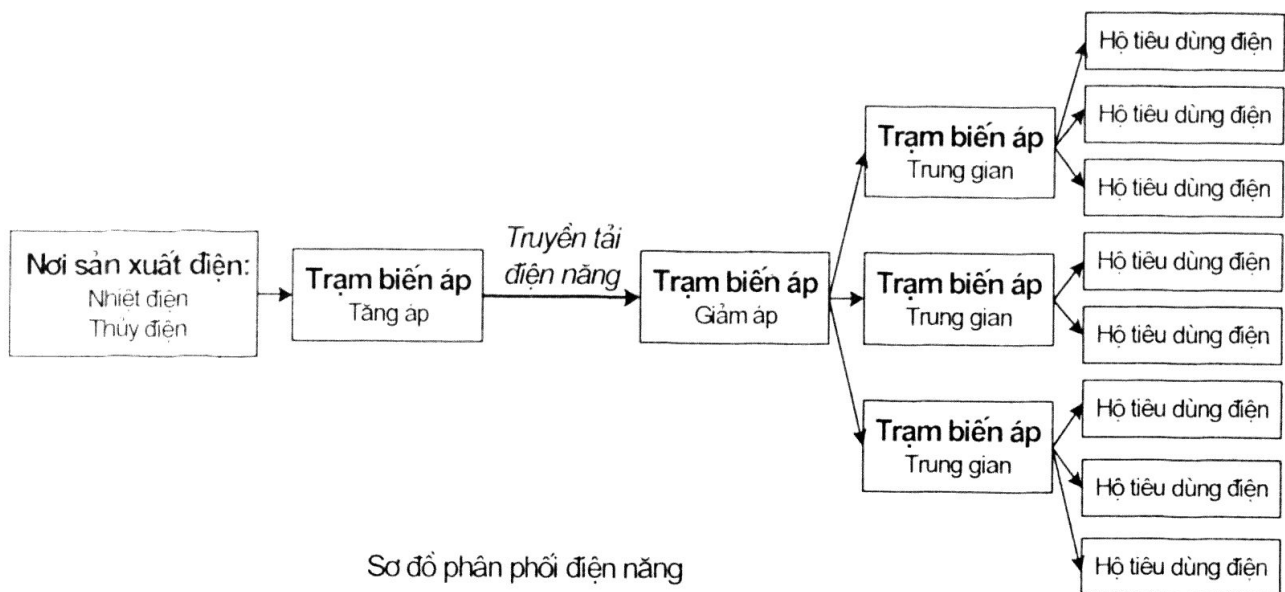 Nơi sản xuất điện:
Nhiệt điện
Thủy điện
Trạm biến áp
Tăng áp
Truyền tải
điện năng
Trạm biến áp
Giảm áp
Trạm biến áp
Trung gian
Hộ tiêu dùng điện
Hộ tiêu dùng điện
Hộ tiêu dùng điện
Trạm biến áp
Trung gian
Hộ tiêu dùng điện
Hộ tiêu dùng điện
Trạm biến áp
Trung gian
Hộ tiêu dùng điện
Hộ tiêu dùng điện
Hộ tiêu dùng điện
Sơ đồ phân phối điện năng